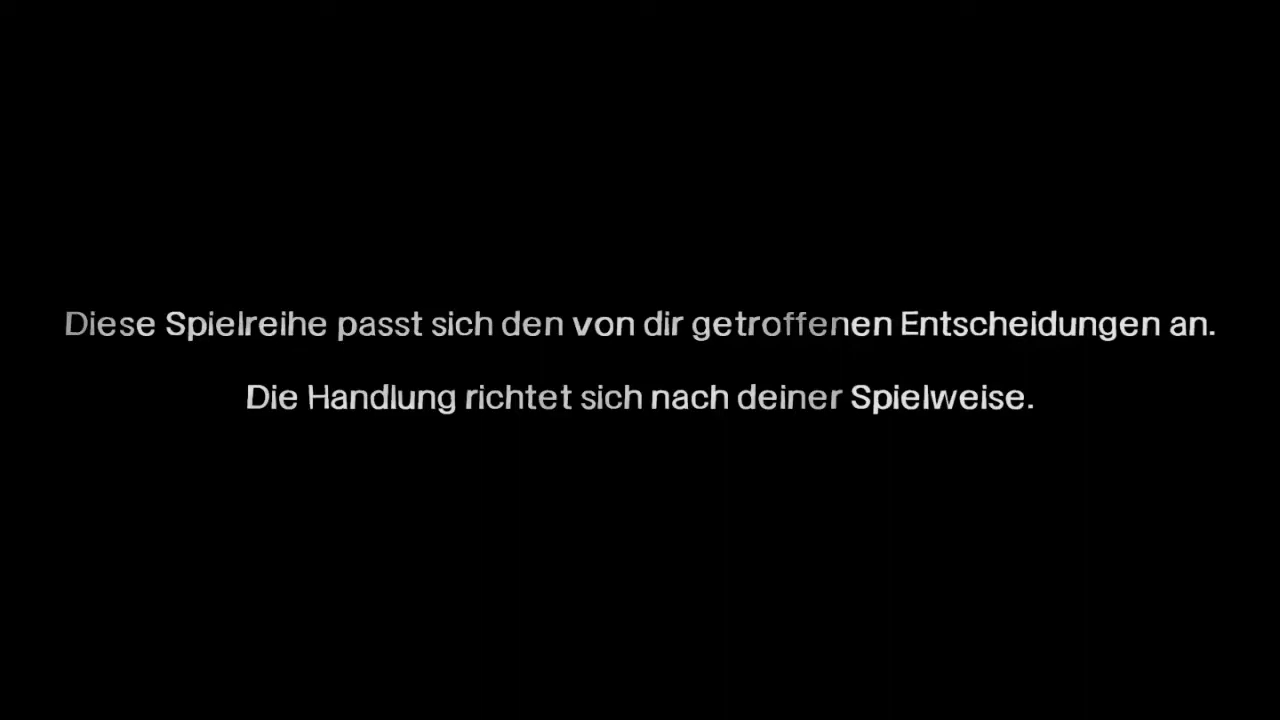 Diese Spielreihe passt sich den von dir getroffenen Entscheidungen an.
Die Handlung richtet sich nach deiner Spielweise.